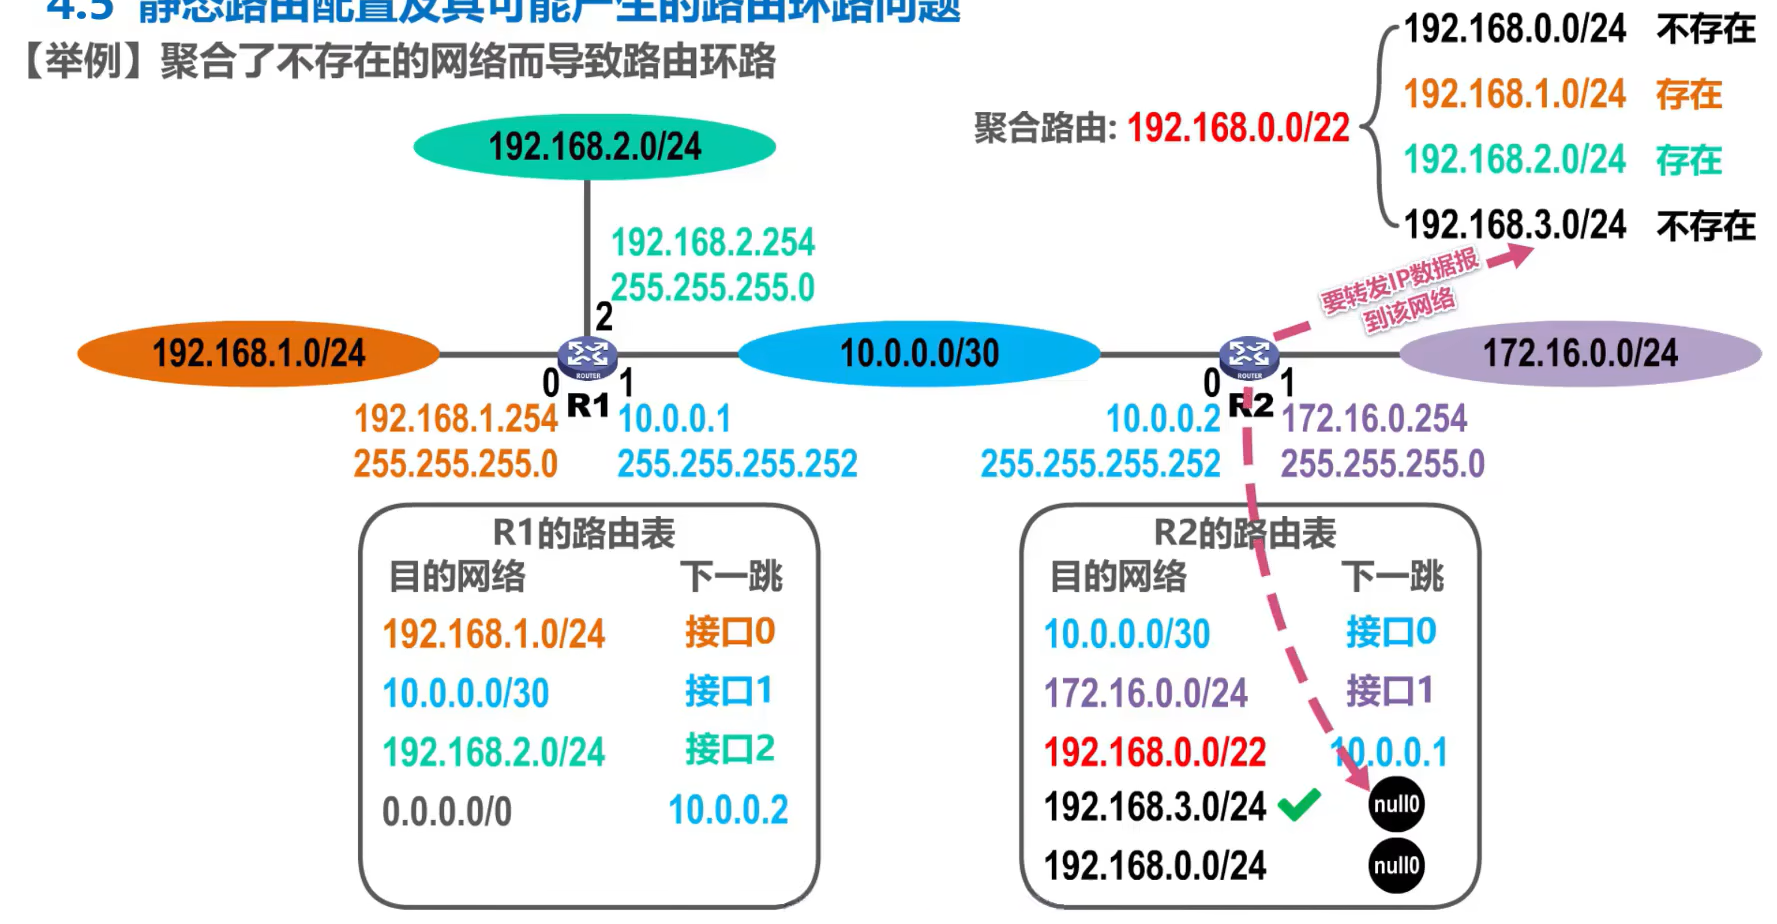 4.5 静态路由配置及其可能产生的路由环路问题
【举例】聚合了不存在的网络而导致路由环路
聚合路由: 192.168.0.0/22
192.168.0.0/24 不存在
192.168.1.0/24 存在
192.168.2.0/24 存在
192.168.3.0/24 不存在
要转发IP数据报
到该网络
192.168.2.0/24
192.168.2.254
255.255.255.0
2
192.168.1.0/24
ROUTER
0
1
R1
192.168.1.254
255.255.255.0
10.0.0.1
255.255.255.252
10.0.0.0/30
ROUTER
0
1
R2
10.0.0.2
255.255.255.252
172.16.0.254
255.255.255.0
172.16.0.0/24
R1的路由表
目的网络 下一跳
192.168.1.0/24 接口0
10.0.0.0/30 接口1
192.168.2.0/24 接口2
0.0.0.0/0 10.0.0.2
R2的路由表
目的网络 下一跳
10.0.0.0/30 接口0
172.16.0.0/24 接口1
192.168.0.0/22 10.0.0.1
192.168.3.0/24 null0
192.168.0.0/24 null0